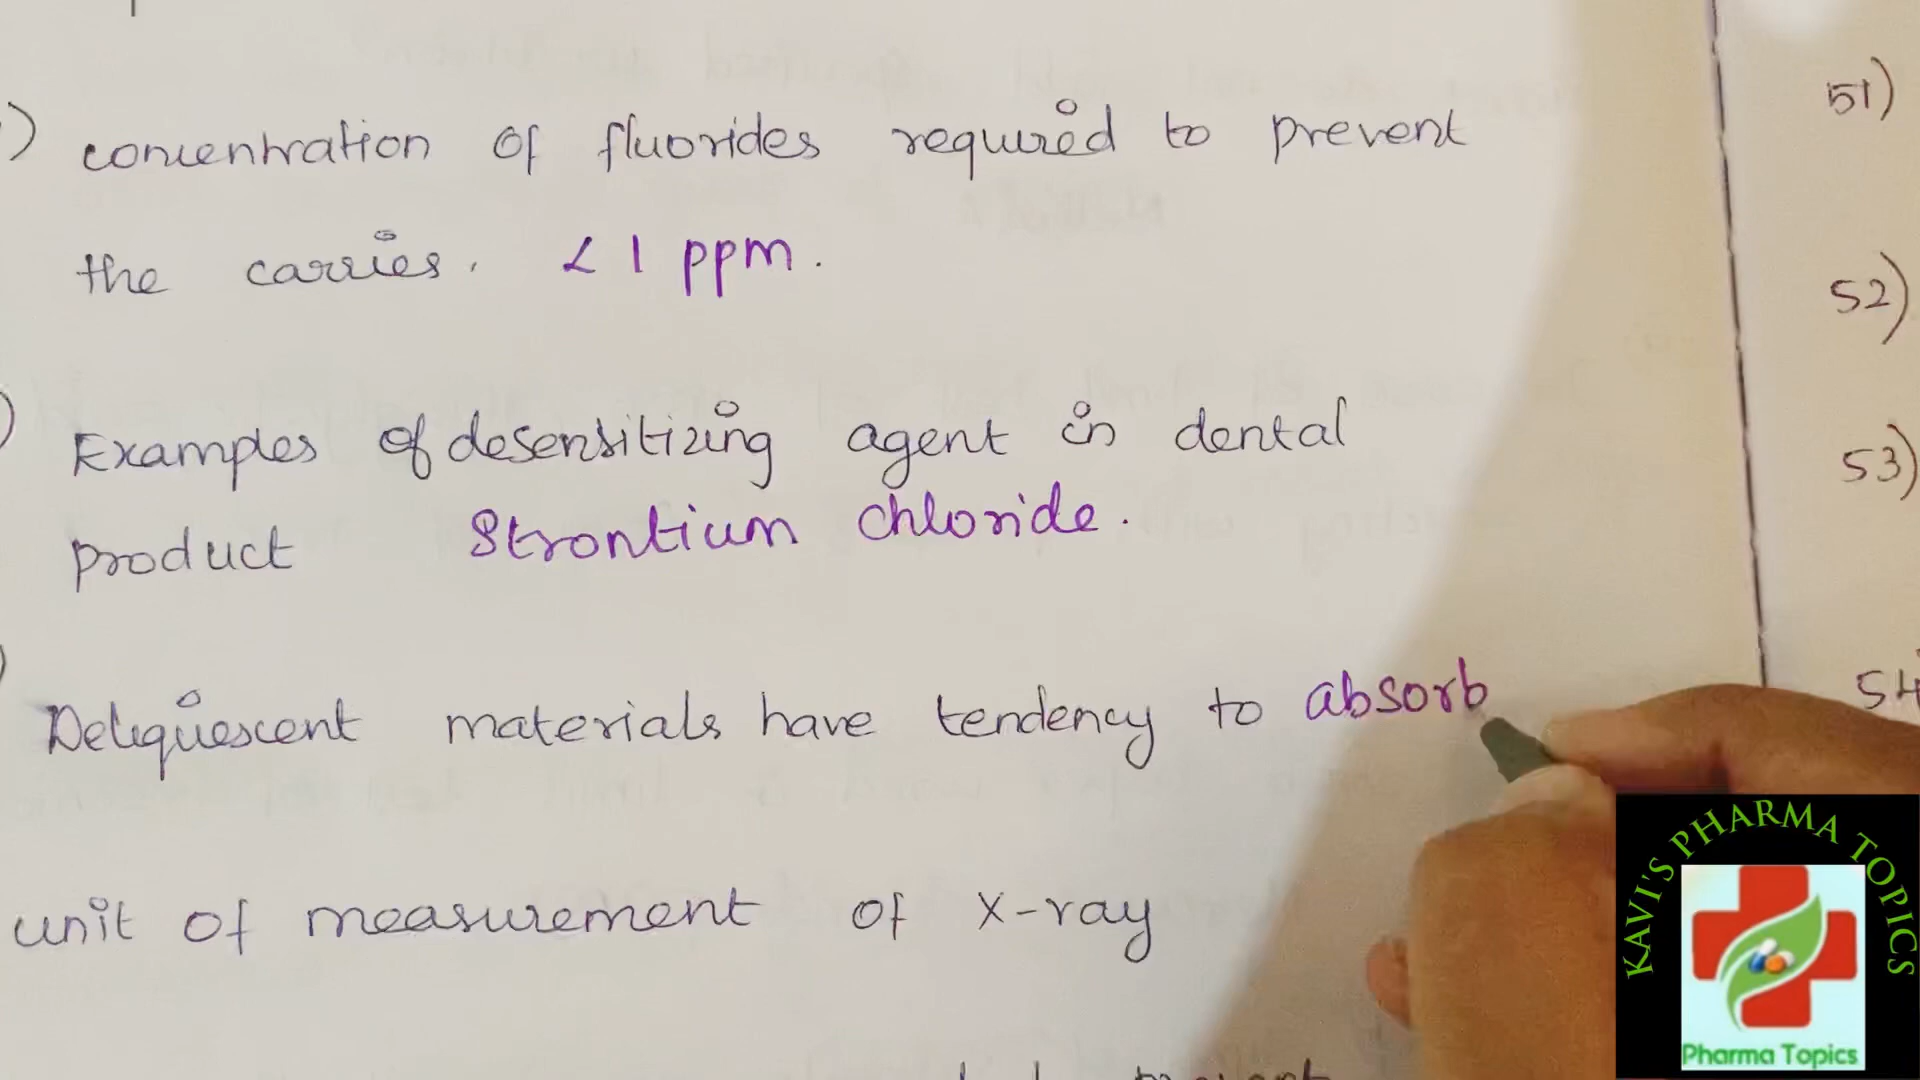 ) concentration of fluorides required to prevent
the carries. < 1 ppm.
) Examples of desensitizing agent in dental
product Strontium chloride.
) Deliquescent materials have tendency to absorb
unit of measurement of X-ray
51)
52)
53)
54
KAVI'S PHARMA TOPICS
Pharma Topics